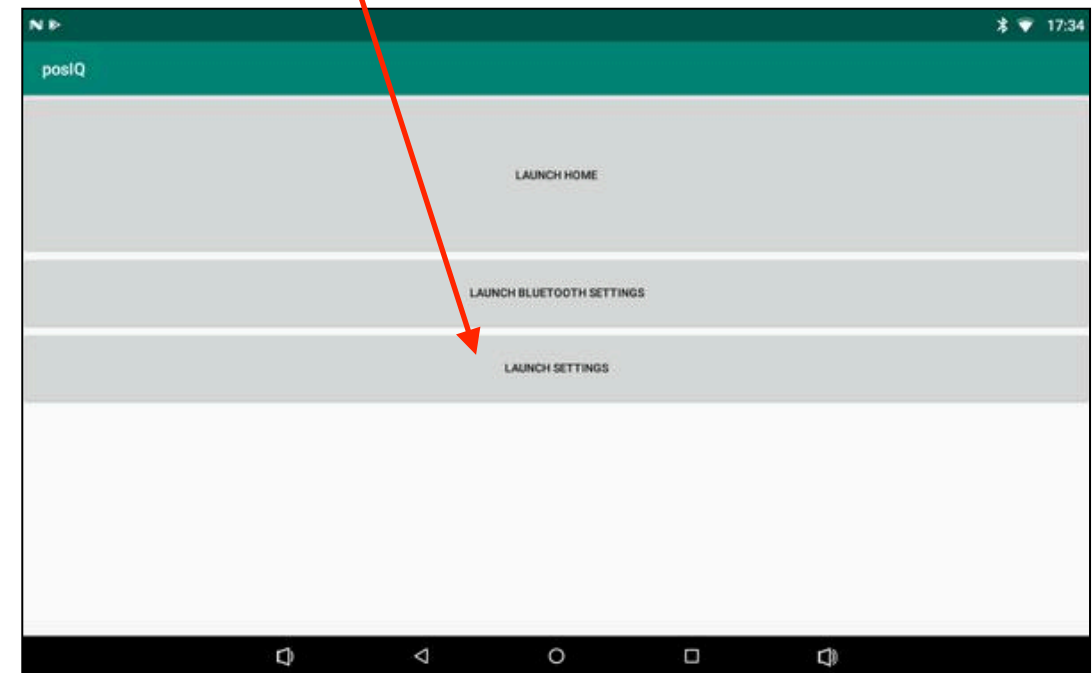 17:34
posIQ
LAUNCH HOME
LAUNCH BLUETOOTH SETTINGS
LAUNCH SETTINGS